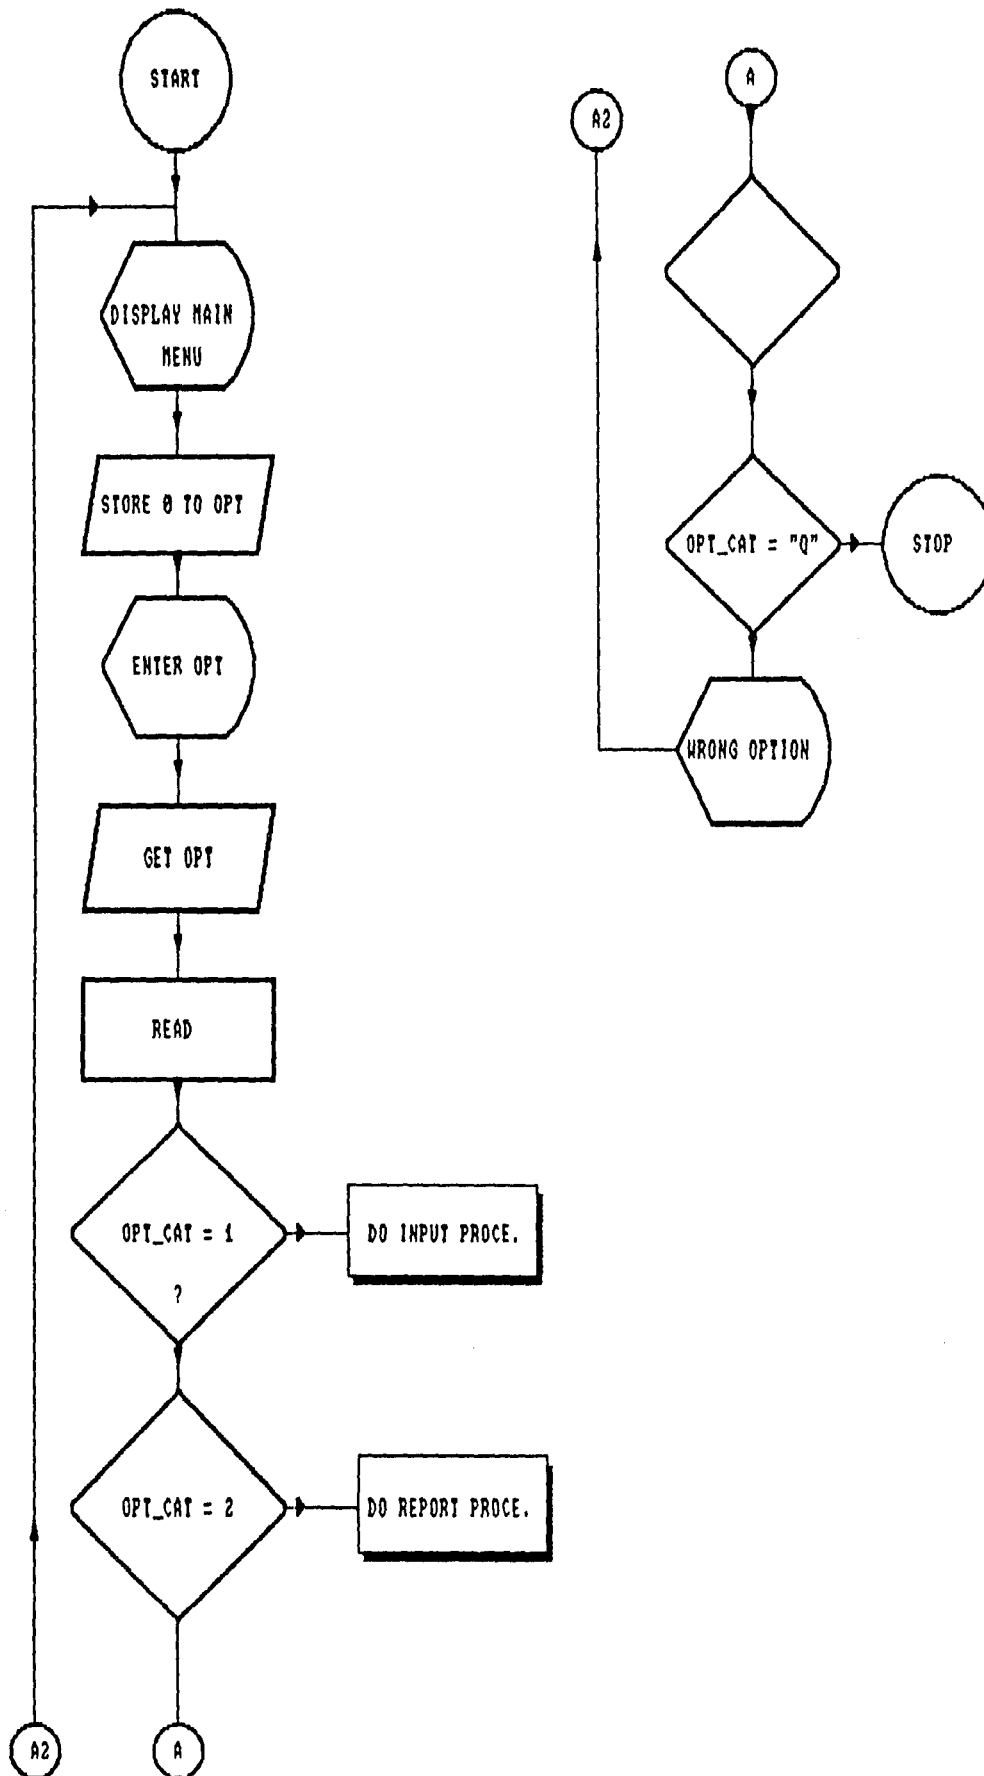 START
DISPLAY MAIN
MENU
STORE 0 TO OPT
ENTER OPT
GET OPT
READ
OPT_CAT = 1
?
DO INPUT PROCE.
OPT_CAT = 2
DO REPORT PROCE.
A2
A
A
A2
OPT_CAT = "Q"
STOP
WRONG OPTION